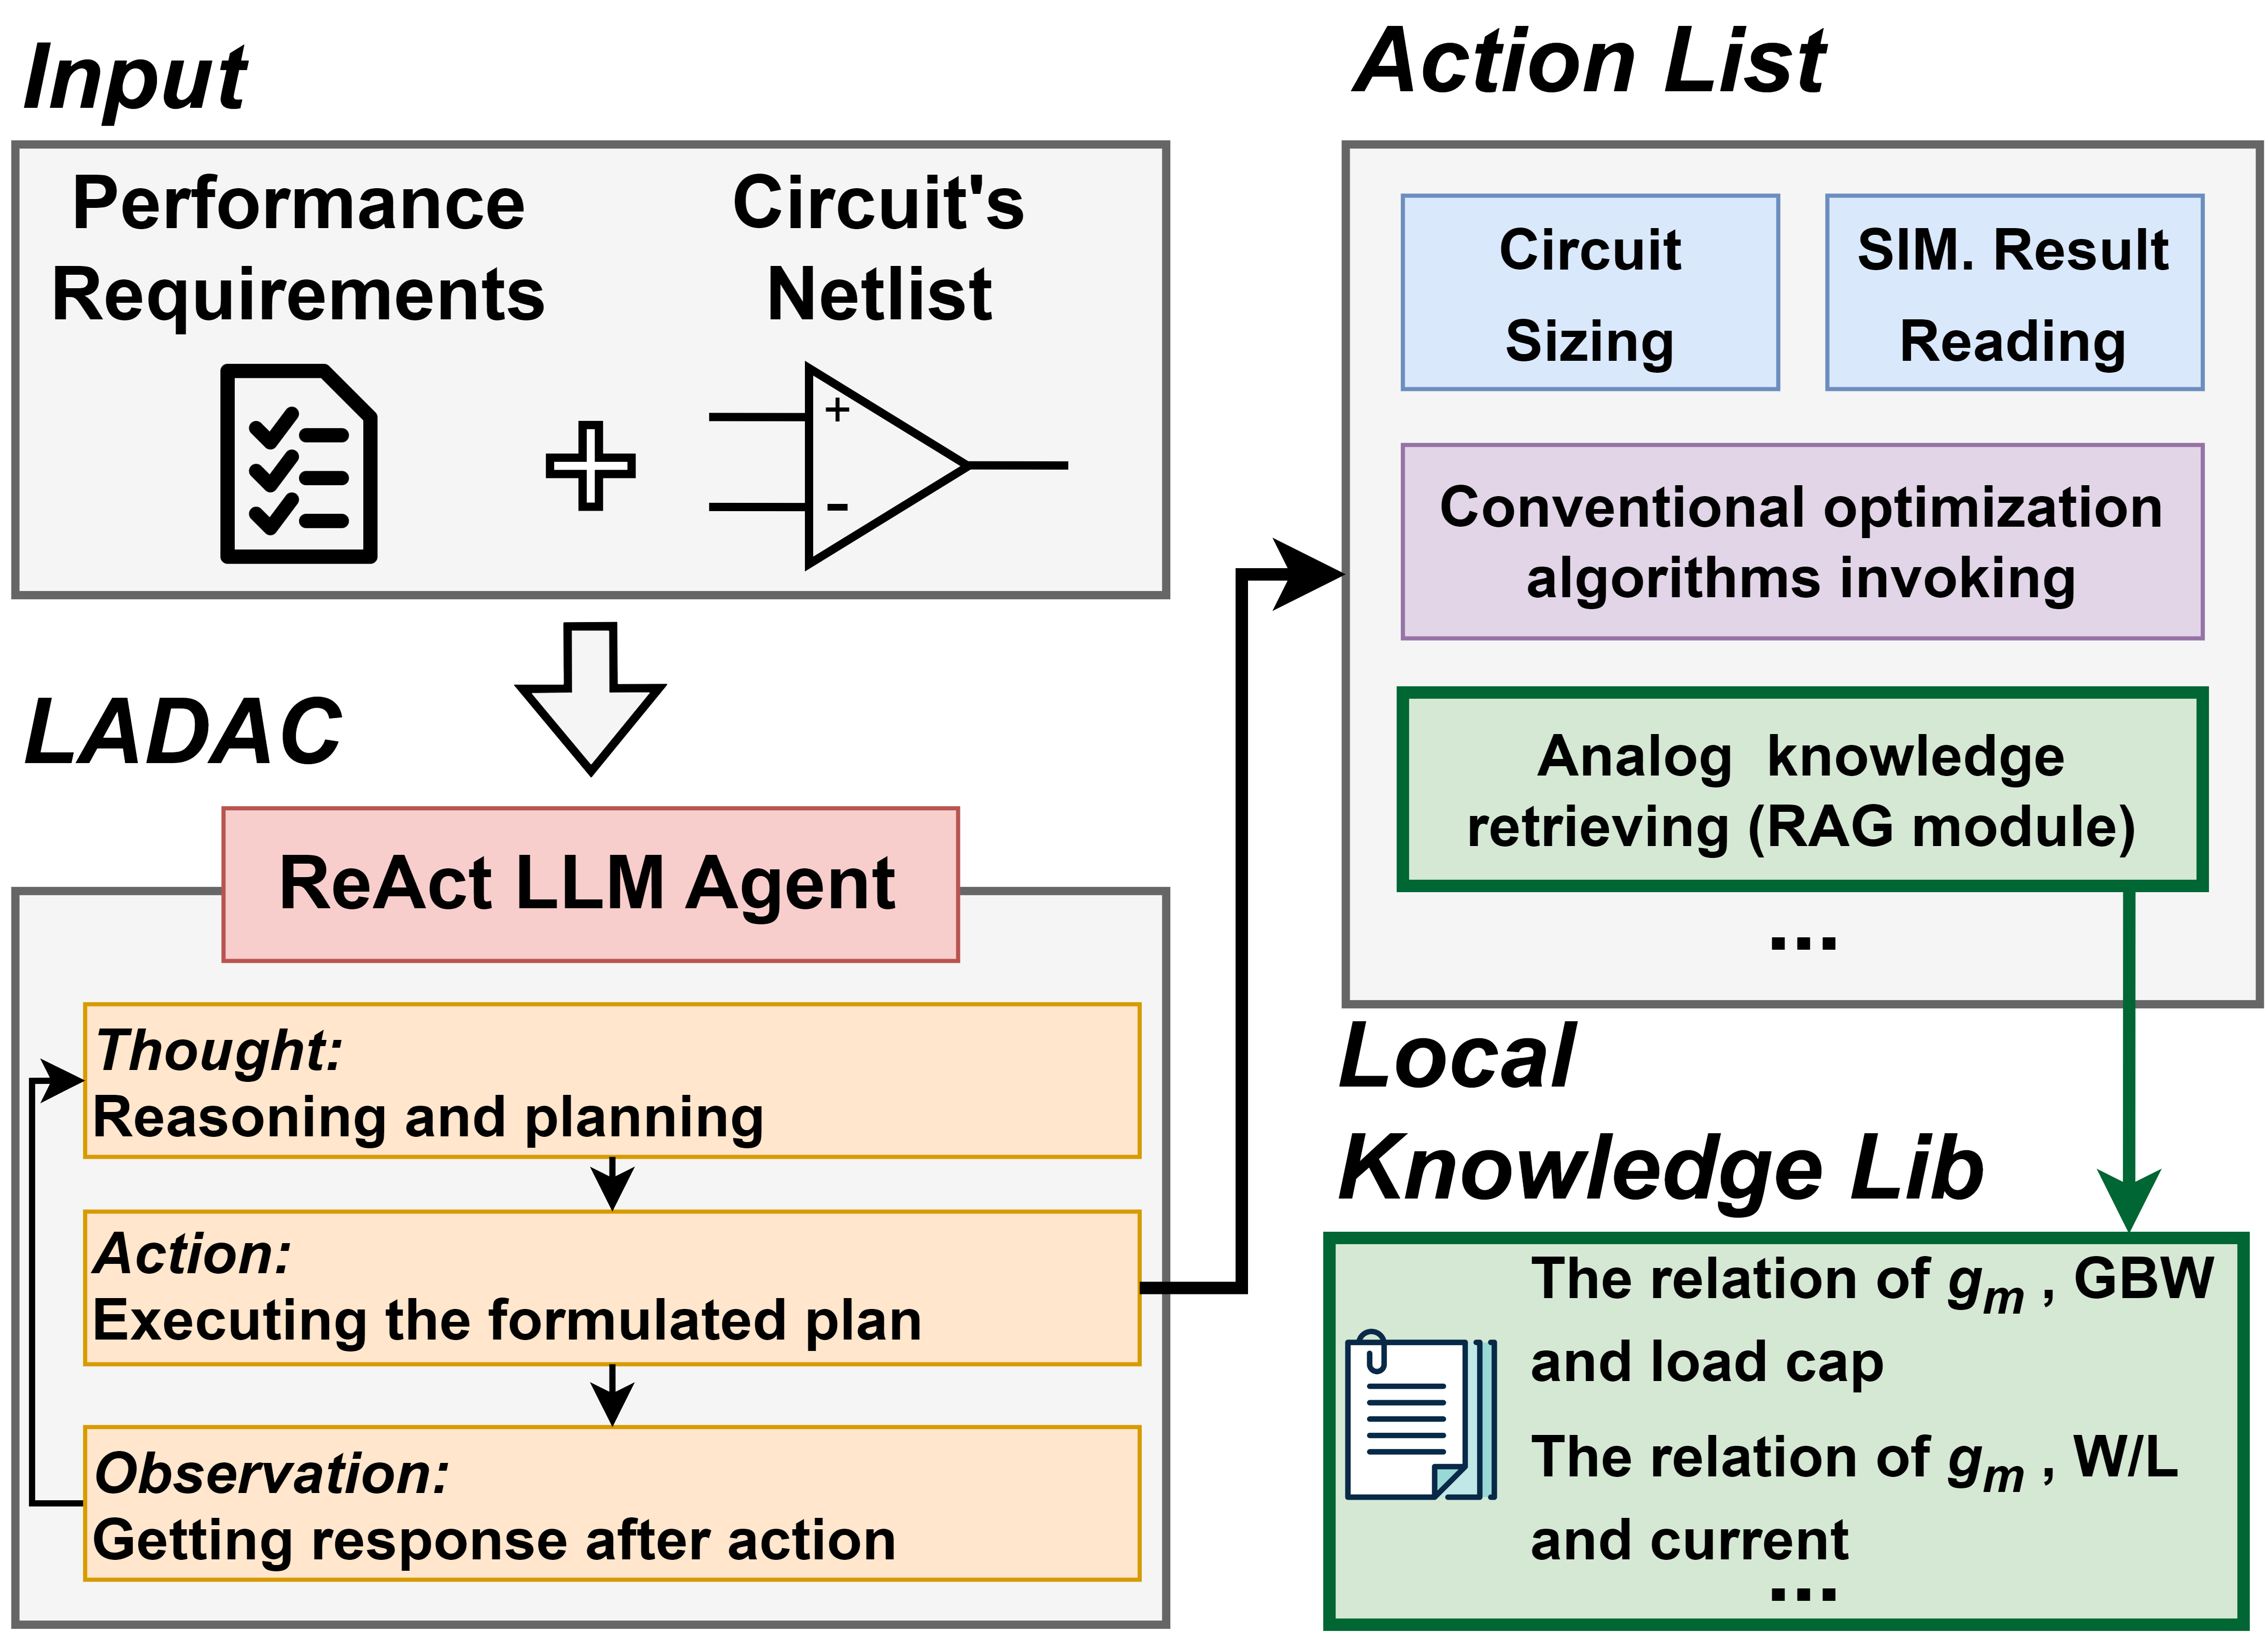 Input
Performance
Requirements
Circuit's
Netlist
+
-
LADAC
ReAct LLM Agent
Thought:
Reasoning and planning
Action:
Executing the formulated plan
Observation:
Getting response after action
Action List
Circuit
Sizing
SIM. Result
Reading
Conventional optimization
algorithms invoking
Analog knowledge
retrieving (RAG module)
...
Local
Knowledge Lib
The relation of gm , GBW
and load cap
The relation of gm , W/L
and current
...